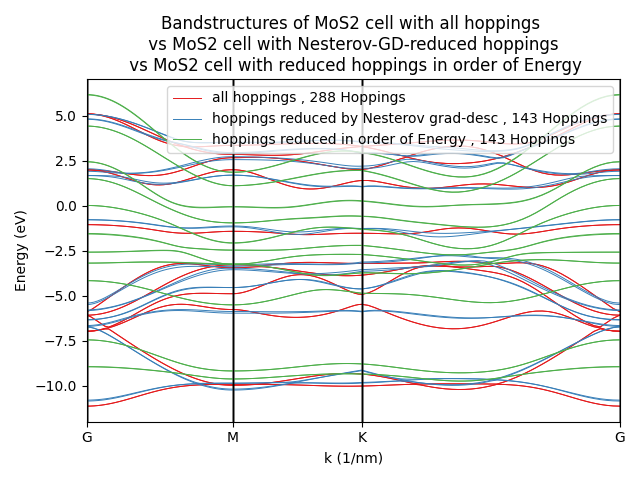 Bandstructures of MoS2 cell with all hoppings
vs MoS2 cell with Nesterov-GD-reduced hoppings
vs MoS2 cell with reduced hoppings in order of Energy
all hoppings , 288 Hoppings
hoppings reduced by Nesterov grad-desc , 143 Hoppings
hoppings reduced in order of Energy , 143 Hoppings
5.0
2.5
0.0
−2.5
−5.0
−7.5
−10.0
Energy (eV)
G M K G
k (1/nm)